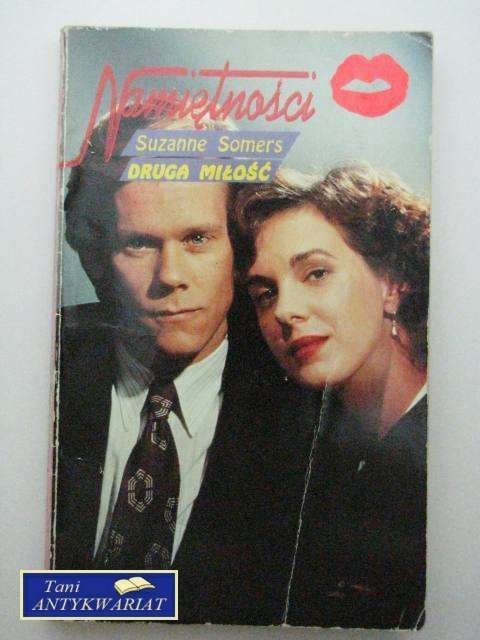 Namiętności
Suzanne Somers
DRUGA MIŁOŚĆ
Tani
ANTYKWARIAT